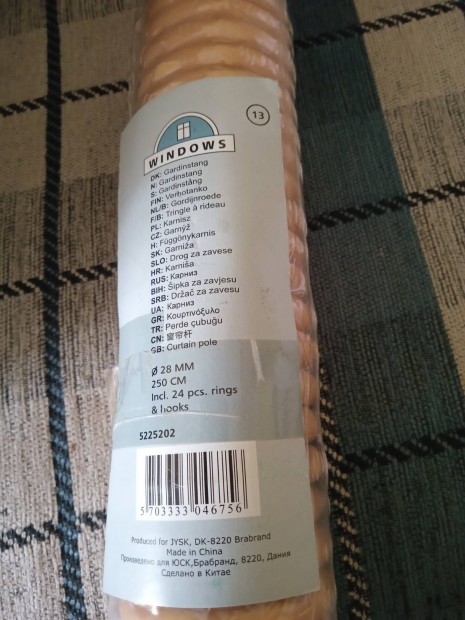 13
WINDOWS
DK: Gardinstang
N: Gardinstang
S: Gardinstång
FIN: Verhotanko
NL/B: Gordijnroede
F/B: Tringle à rideau
PL: Karnisz
CZ: Garnýž
H: Függönykarnis
SK: Garniža
SLO: Drog za zavese
HR: Karniša
RUS: Карниз
BIH: Šipka za zavjesu
SRB: Držač za zavesu
UA: Карниз
GR: Κουρτινόξυλο
TR: Perde çubuğu
CN: 窗帘杆
GB: Curtain pole
Ø 28 MM
250 CM
Incl. 24 pcs. rings
& hooks
5225202
5 703333 046756
Produced for JYSK, DK-8220 Brabrand
Made in China
Произведено для ЮСК,Брабранд, 8220, Дания
Сделано в Китае